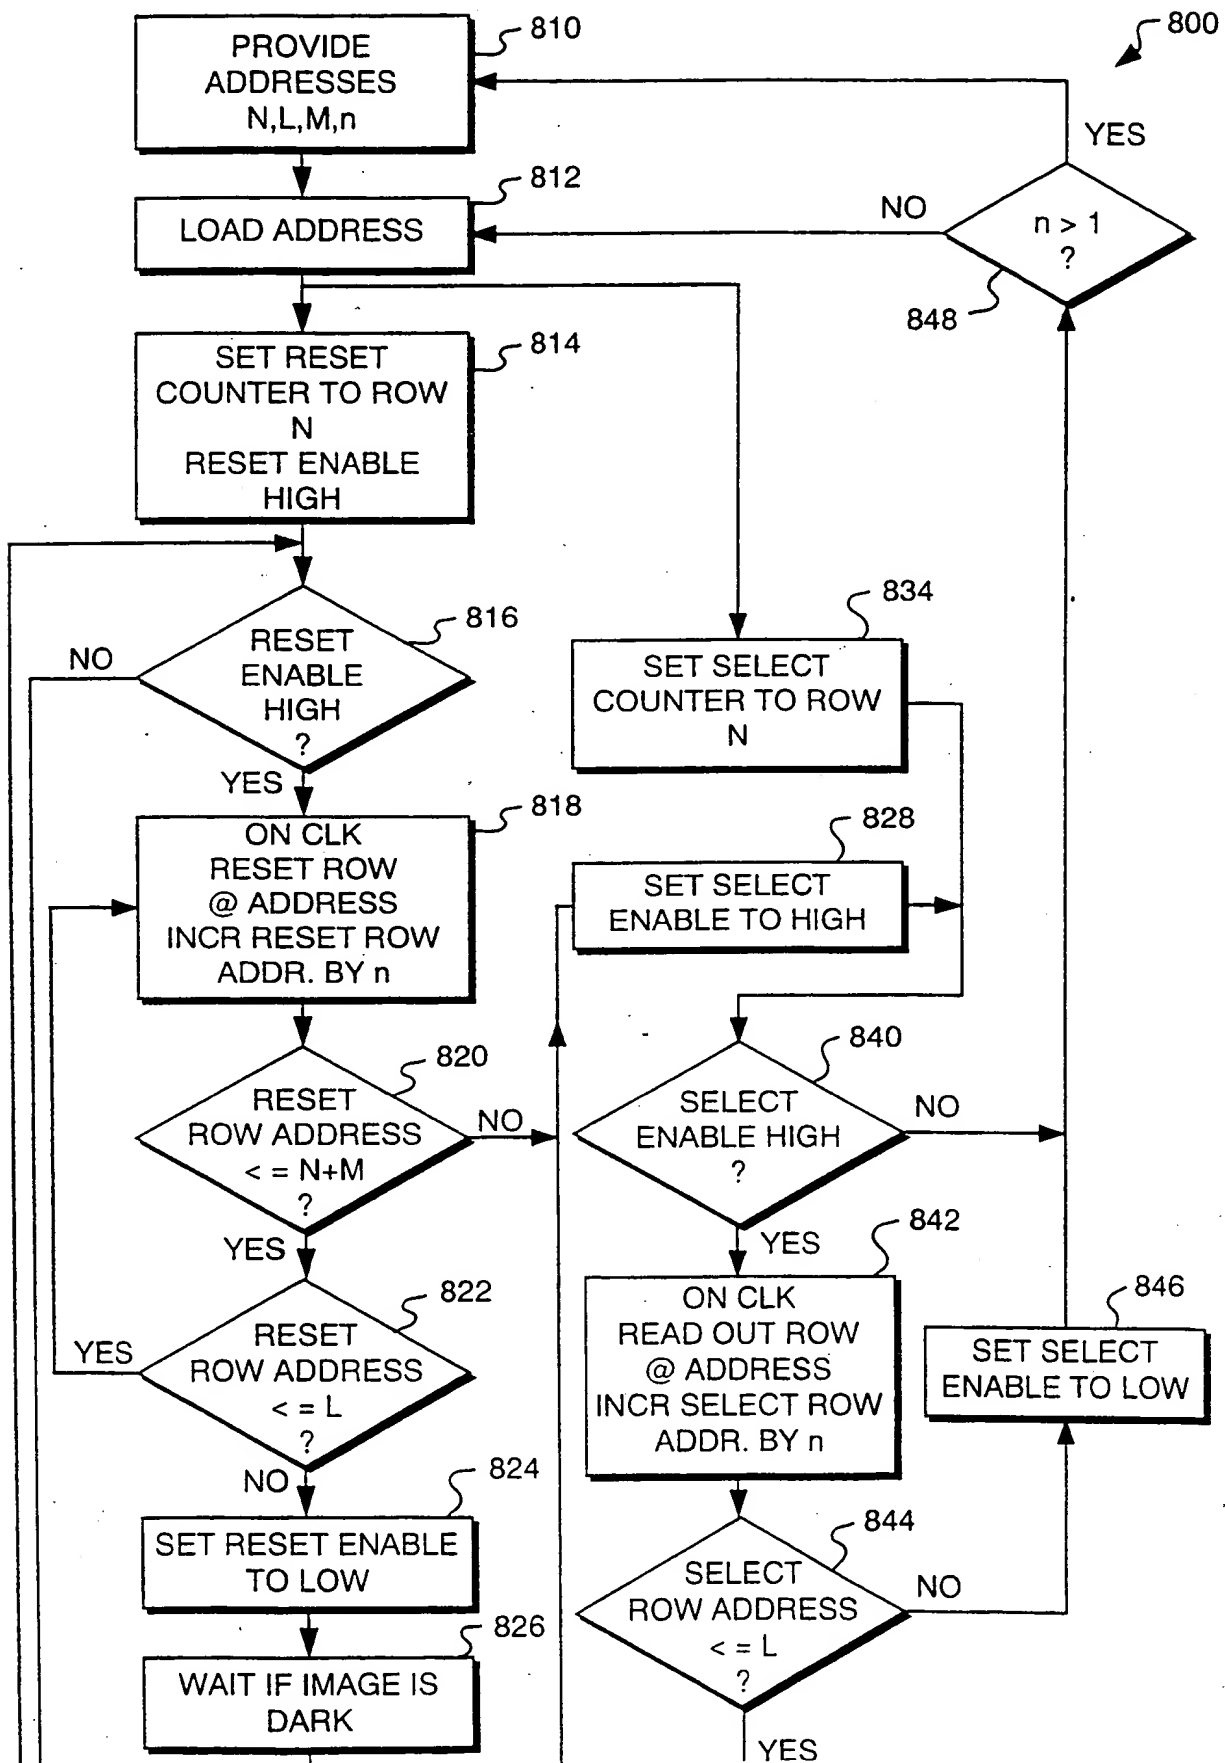 800
810
PROVIDE
ADDRESSES
N,L,M,n
YES
812
LOAD ADDRESS
NO
n > 1
?
848
814
SET RESET
COUNTER TO ROW
N
RESET ENABLE
HIGH
816
NO
RESET
ENABLE
HIGH
?
YES
834
SET SELECT
COUNTER TO ROW
N
818
ON CLK
RESET ROW
@ ADDRESS
INCR RESET ROW
ADDR. BY n
828
SET SELECT
ENABLE TO HIGH
820
RESET
ROW ADDRESS
< = N+M
?
NO
YES
840
SELECT
ENABLE HIGH
?
NO
YES
822
YES
RESET
ROW ADDRESS
< = L
?
NO
842
ON CLK
READ OUT ROW
@ ADDRESS
INCR SELECT ROW
ADDR. BY n
846
SET SELECT
ENABLE TO LOW
824
SET RESET ENABLE
TO LOW
844
SELECT
ROW ADDRESS
< = L
?
NO
YES
826
WAIT IF IMAGE IS
DARK